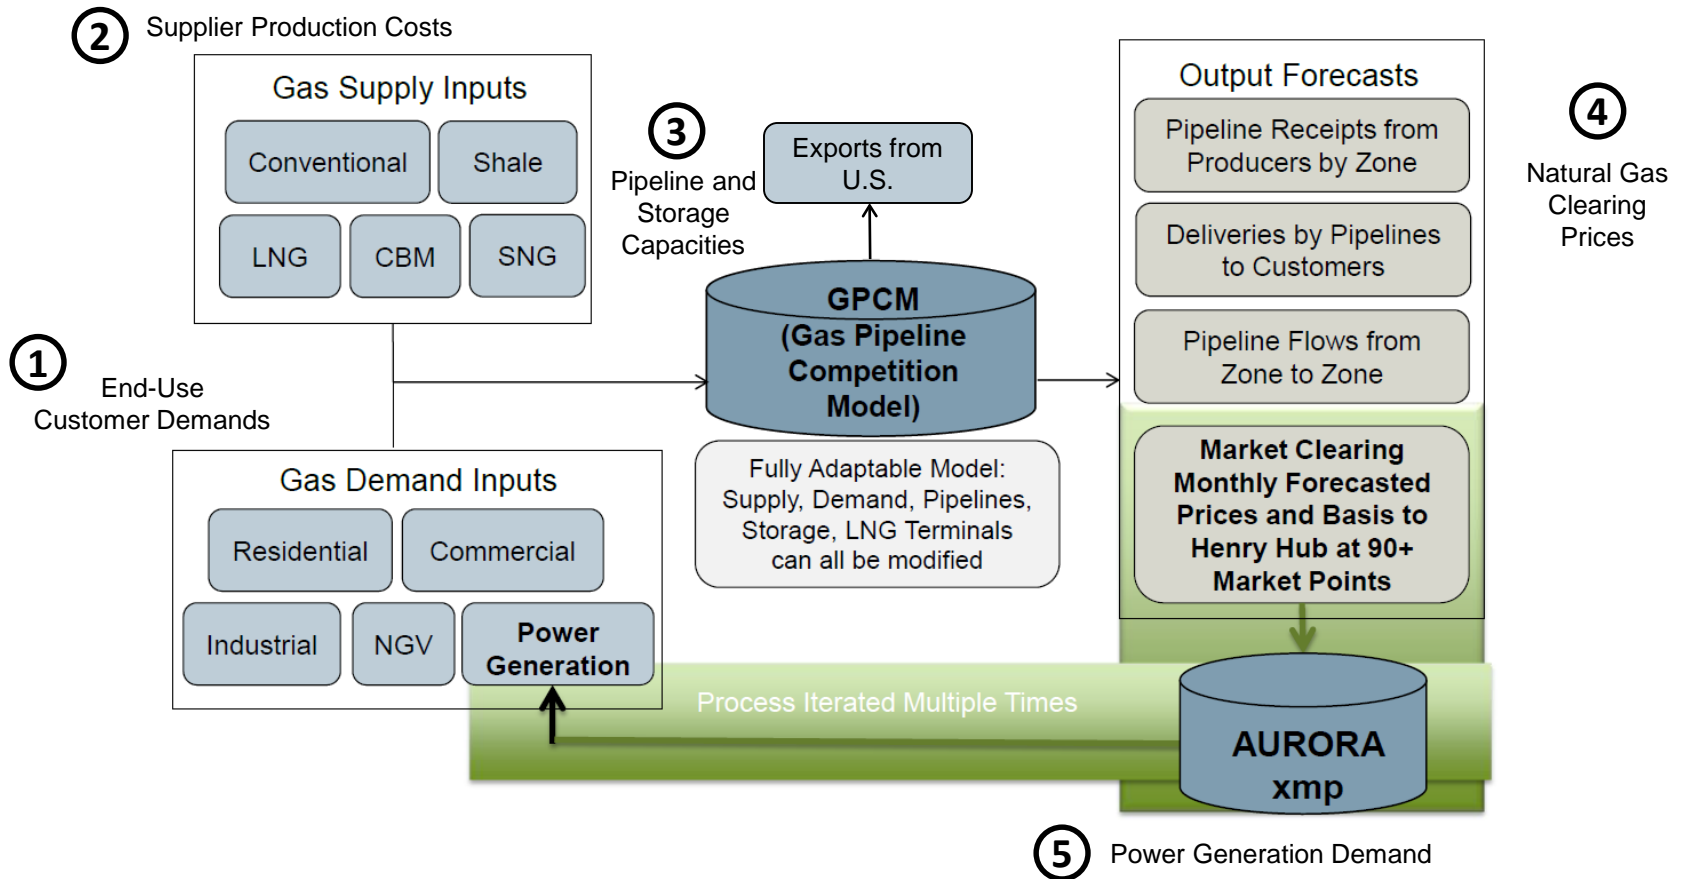 2
Supplier Production Costs
Gas Supply Inputs
Conventional
Shale
LNG
CBM
SNG
1
End-Use
Customer Demands
Gas Demand Inputs
Residential
Commercial
Industrial
NGV
Power
Generation
3
Pipeline and
Storage
Capacities
Exports from
U.S.
GPCM
(Gas Pipeline
Competition
Model)
Fully Adaptable Model:
Supply, Demand, Pipelines,
Storage, LNG Terminals
can all be modified
Output Forecasts
Pipeline Receipts from
Producers by Zone
Deliveries by Pipelines
to Customers
Pipeline Flows from
Zone to Zone
Market Clearing
Monthly Forecasted
Prices and Basis to
Henry Hub at 90+
Market Points
4
Natural Gas
Clearing
Prices
Process Iterated Multiple Times
AURORA
xmp
5
Power Generation Demand